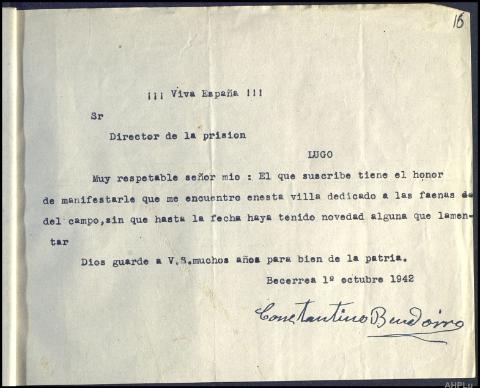 16
¡¡¡ Viva España !!!
Sr
Director de la prision
LUGO
Muy respetable señor mio : El que suscribe tiene el honor
de manifestarle que me encuentro enesta villa dedicado a las faenas de
del campo,sin que hasta la fecha haya tenido novedad alguna que lamen-
tar
Dios guarde a V.S.muchos años para bien de la patria.
Becerrea 1º octubre 1942
Constantino
AHPLu